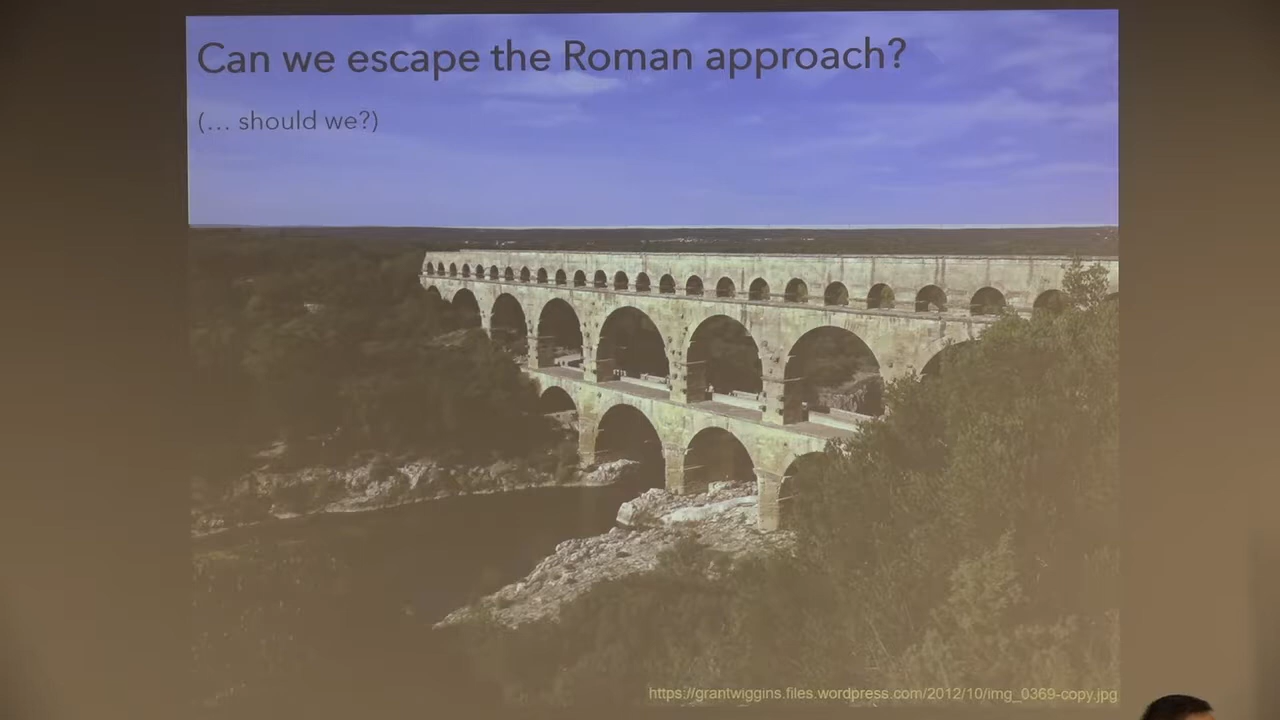 Can we escape the Roman approach?
(... should we?)
https://grantwiggins.files.wordpress.com/2012/10/img_0369-copy.jpg